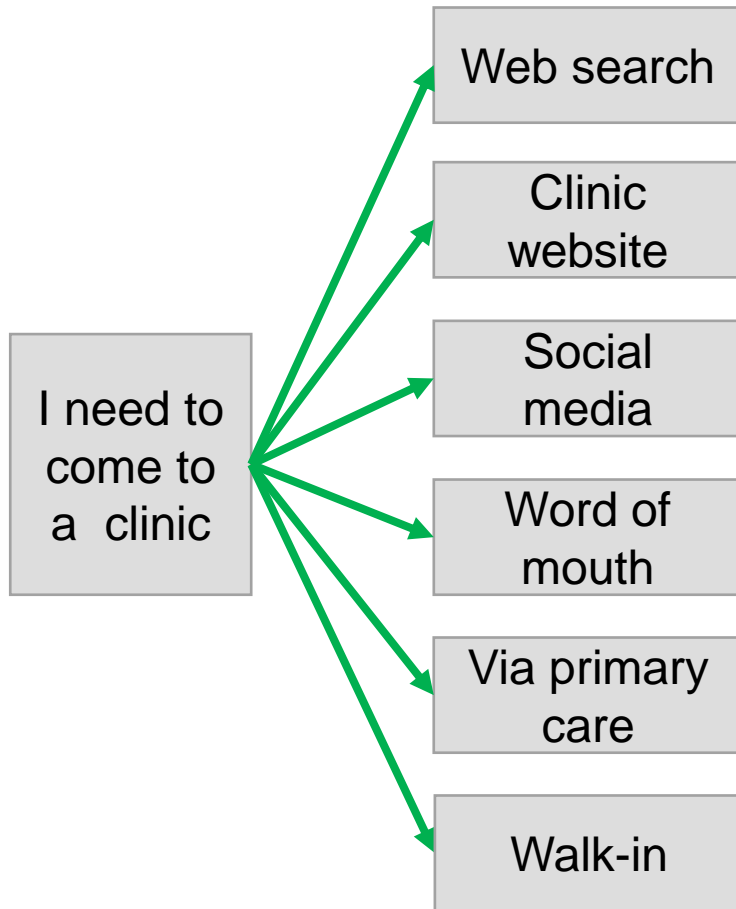 Web search
Clinic
website
Social
media
I need to
come to
a  clinic
Word of
mouth
Via primary
care
Walk-in